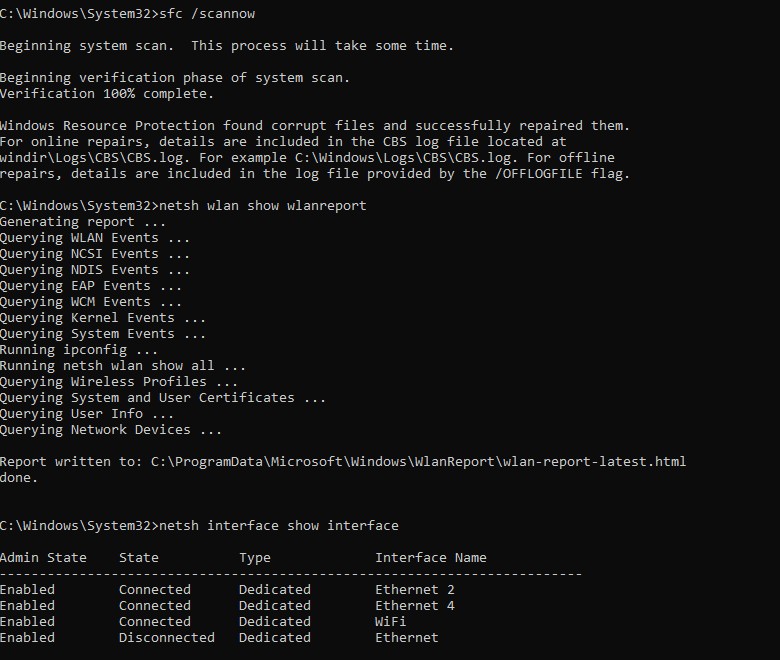 C:\Windows\System32>sfc /scannow
Beginning system scan.  This process will take some time.
Beginning verification phase of system scan.
Verification 100% complete.
Windows Resource Protection found corrupt files and successfully repaired them.
For online repairs, details are included in the CBS log file located at
windir\Logs\CBS\CBS.log. For example C:\Windows\Logs\CBS\CBS.log. For offline
repairs, details are included in the log file provided by the /OFFLOGFILE flag.
C:\Windows\System32>netsh wlan show wlanreport
Generating report ...
Querying WLAN Events ...
Querying NCSI Events ...
Querying NDIS Events ...
Querying EAP Events ...
Querying WCM Events ...
Querying Kernel Events ...
Querying System Events ...
Running ipconfig ...
Running netsh wlan show all ...
Querying Wireless Profiles ...
Querying System and User Certificates ...
Querying User Info ...
Querying Network Devices ...
Report written to: C:\ProgramData\Microsoft\Windows\WlanReport\wlan-report-latest.html
done.
C:\Windows\System32>netsh interface show interface
Admin State    State          Type             Interface Name
-------------------------------------------------------------------------
Enabled        Connected      Dedicated        Ethernet 2
Enabled        Connected      Dedicated        Ethernet 4
Enabled        Connected      Dedicated        WiFi
Enabled        Disconnected   Dedicated        Ethernet